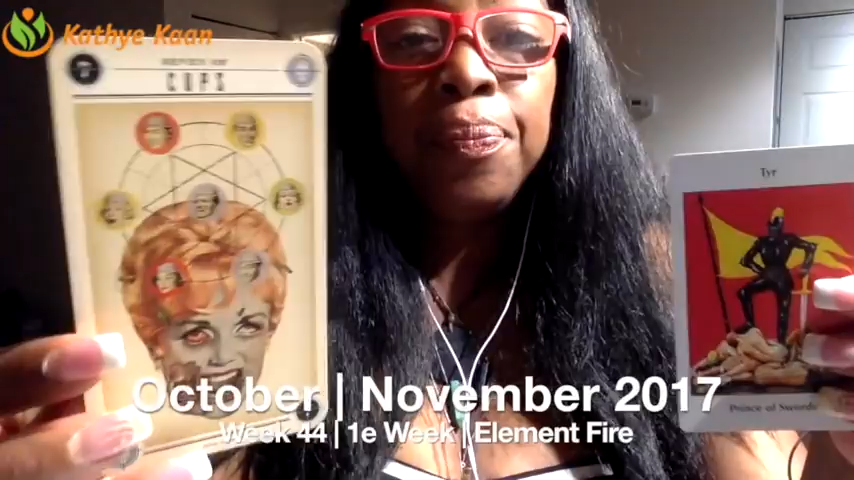 Kathye Kaan
CUPS
Tyr
October | November 2017
Week 44 | 1e Week | Element Fire
Prince of Swords